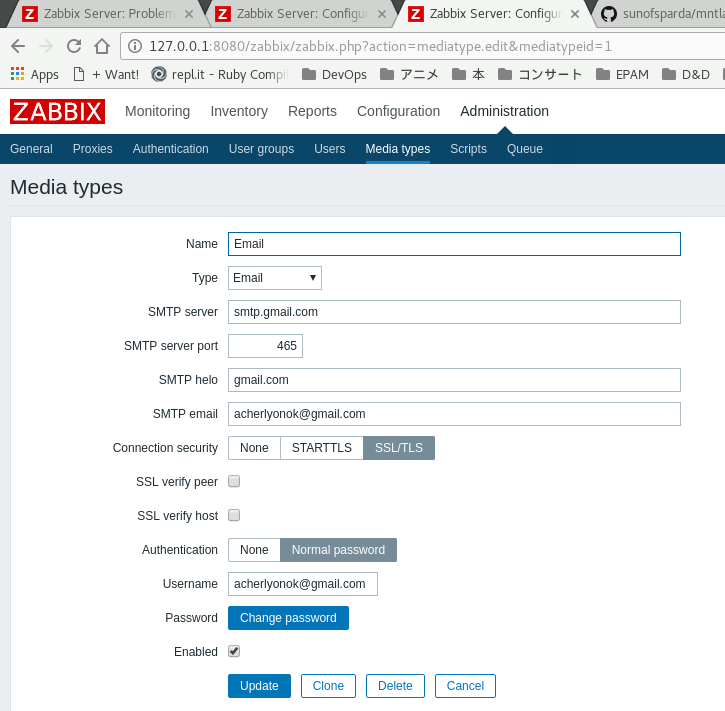 Zabbix Server: Problem × Zabbix Server: Configur × Zabbix Server: Configur × sunofsparda/mntla
127.0.0.1:8080/zabbix/zabbix.php?action=mediatype.edit&mediatypeid=1
Apps + Want! repl.it - Ruby Compil DevOps アニメ 本 コンサート EPAM D&D
ZABBIX Monitoring Inventory Reports Configuration Administration
General Proxies Authentication User groups Users Media types Scripts Queue
Media types
Name Email
Type Email
SMTP server smtp.gmail.com
SMTP server port 465
SMTP helo gmail.com
SMTP email acherlyonok@gmail.com
Connection security None STARTTLS SSL/TLS
SSL verify peer
SSL verify host
Authentication None Normal password
Username acherlyonok@gmail.com
Password Change password
Enabled
Update Clone Delete Cancel